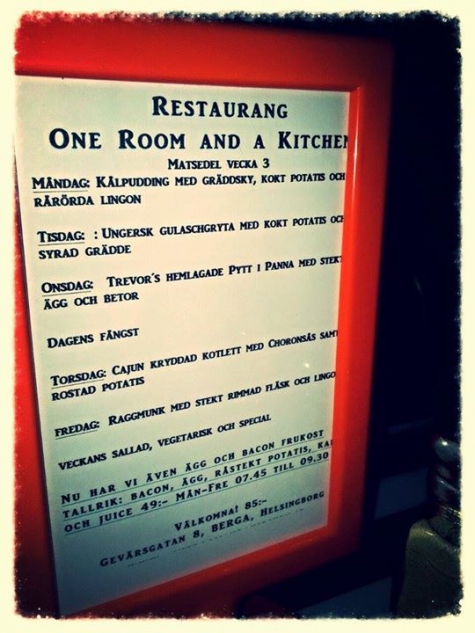 Restaurang
One Room and a Kitchen
Matsedel vecka 3
Måndag: Kålpudding med gräddsky, kokt potatis och
rårörda lingon
Tisdag: : Ungersk gulaschgryta med kokt potatis och
syrad grädde
Onsdag: Trevor´s hemlagade Pytt i Panna med stekt
ägg och betor
Dagens fångst
Torsdag: Cajun kryddad kotlett med Choronsås samt
rostad potatis
fredag: Raggmunk med stekt rimmad fläsk och lingo
veckans sallad, vegetarisk och special
Nu har vi även ägg och bacon frukost
tallrik: bacon, ägg, råstekt potatis, ka
och juice 49:- Mån-Fre 07.45 till 09.30
Välkomna! 85:-
Gevärsgatan 8, Berga, Helsingborg